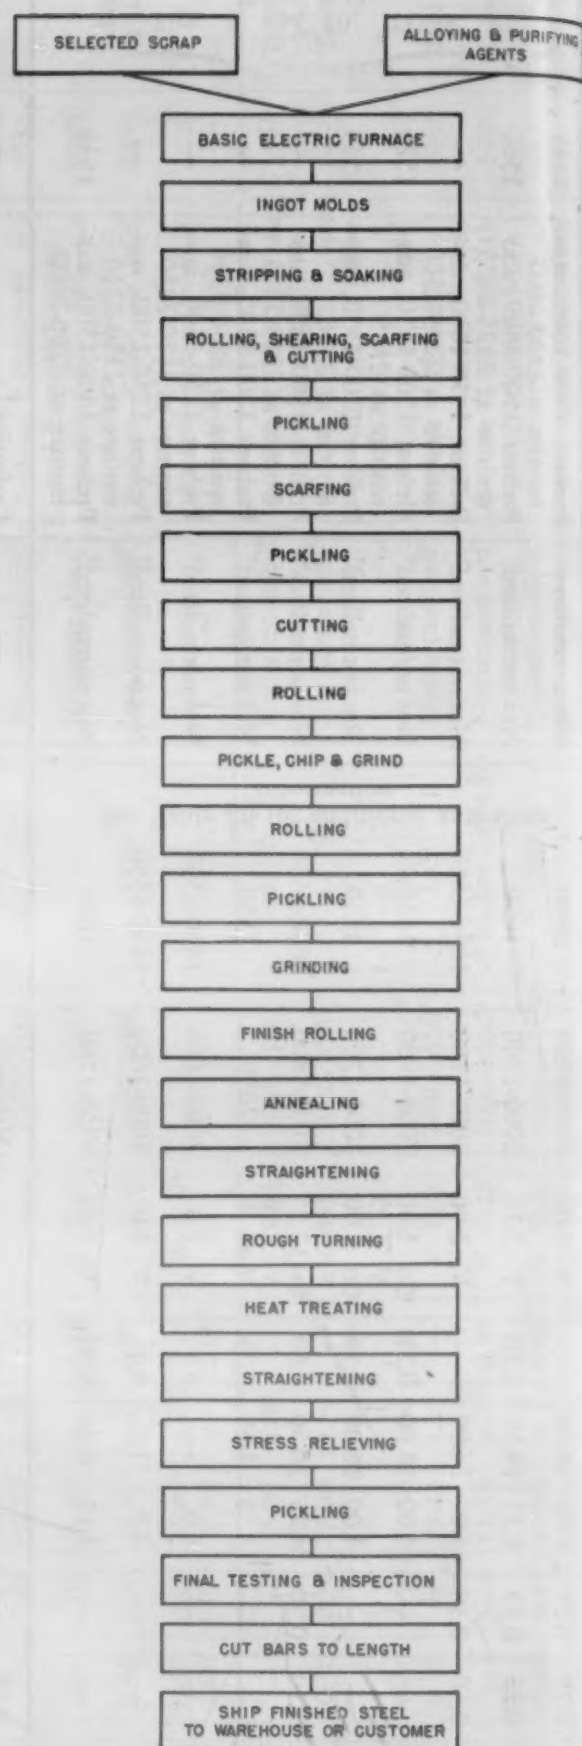 SELECTED SCRAP
ALLOYING & PURIFYING
AGENTS
BASIC ELECTRIC FURNACE
INGOT MOLDS
STRIPPING & SOAKING
ROLLING, SHEARING, SCARFING
& CUTTING
PICKLING
SCARFING
PICKLING
CUTTING
ROLLING
PICKLE, CHIP & GRIND
ROLLING
PICKLING
GRINDING
FINISH ROLLING
ANNEALING
STRAIGHTENING
ROUGH TURNING
HEAT TREATING
STRAIGHTENING
STRESS RELIEVING
PICKLING
FINAL TESTING & INSPECTION
CUT BARS TO LENGTH
SHIP FINISHED STEEL
TO WAREHOUSE OR CUSTOMER